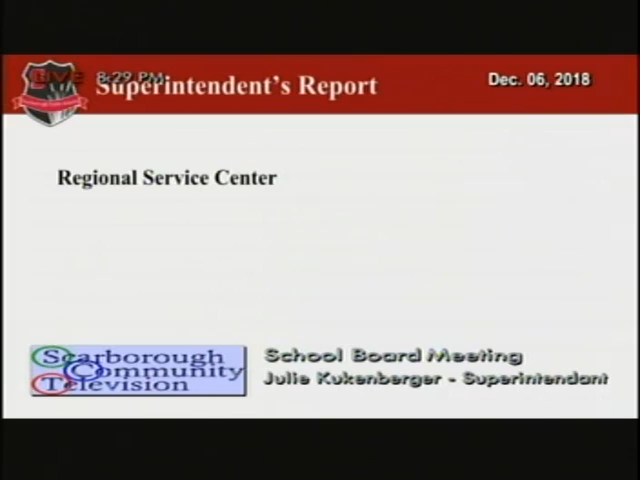 LIVE 8:29 PM
Superintendent's Report
Dec. 06, 2018
Regional Service Center
Scarborough
Community
Television
School Board Meeting
Julie Kukenberger - Superintendant